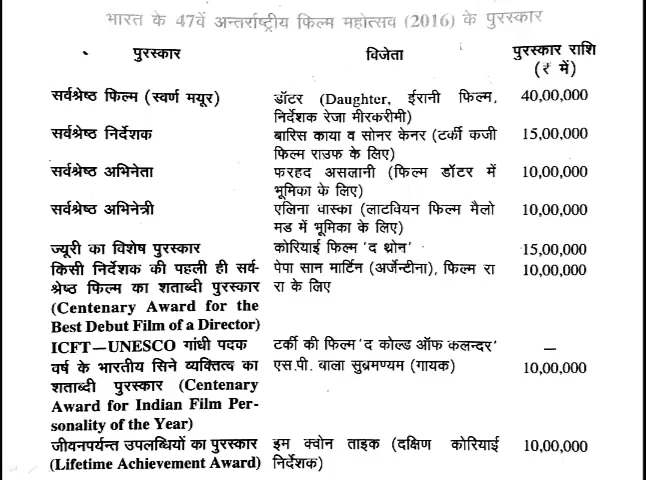 भारत के 47वें अन्तर्राष्ट्रीय फिल्म महोत्सव (2016) के पुरस्कार
पुरस्कार विजेता पुरस्कार राशि
(₹ में)
सर्वश्रेष्ठ फिल्म (स्वर्ण मयूर) डॉटर (Daughter, ईरानी फिल्म, 40,00,000
निर्देशक रेजा मीरकरीमी)
सर्वश्रेष्ठ निर्देशक बारिस काया व सोनर केनर (टर्की कजी 15,00,000
फिल्म राउफ के लिए)
सर्वश्रेष्ठ अभिनेता फरहद असलानी (फिल्म डॉटर में 10,00,000
भूमिका के लिए)
सर्वश्रेष्ठ अभिनेत्री एलिना वास्का (लाटवियन फिल्म मैलो 10,00,000
मड में भूमिका के लिए)
ज्यूरी का विशेष पुरस्कार कोरियाई फिल्म 'द थ्रोन' 15,00,000
किसी निर्देशक की पहली ही सर्व- पेपा सान मार्टिन (अर्जेन्टीना), फिल्म रा 10,00,000
श्रेष्ठ फिल्म का शताब्दी पुरस्कार रा के लिए
(Centenary Award for the
Best Debut Film of a Director)
ICFT—UNESCO गांधी पदक टर्की की फिल्म 'द कोल्ड ऑफ कलन्दर' —
वर्ष के भारतीय सिने व्यक्तित्व का एस.पी. बाला सुब्रमण्यम (गायक) 10,00,000
शताब्दी पुरस्कार (Centenary
Award for Indian Film Per-
sonality of the Year)
जीवनपर्यन्त उपलब्धियों का पुरस्कार इम क्वोन ताइक (दक्षिण कोरियाई 10,00,000
(Lifetime Achievement Award) निर्देशक)